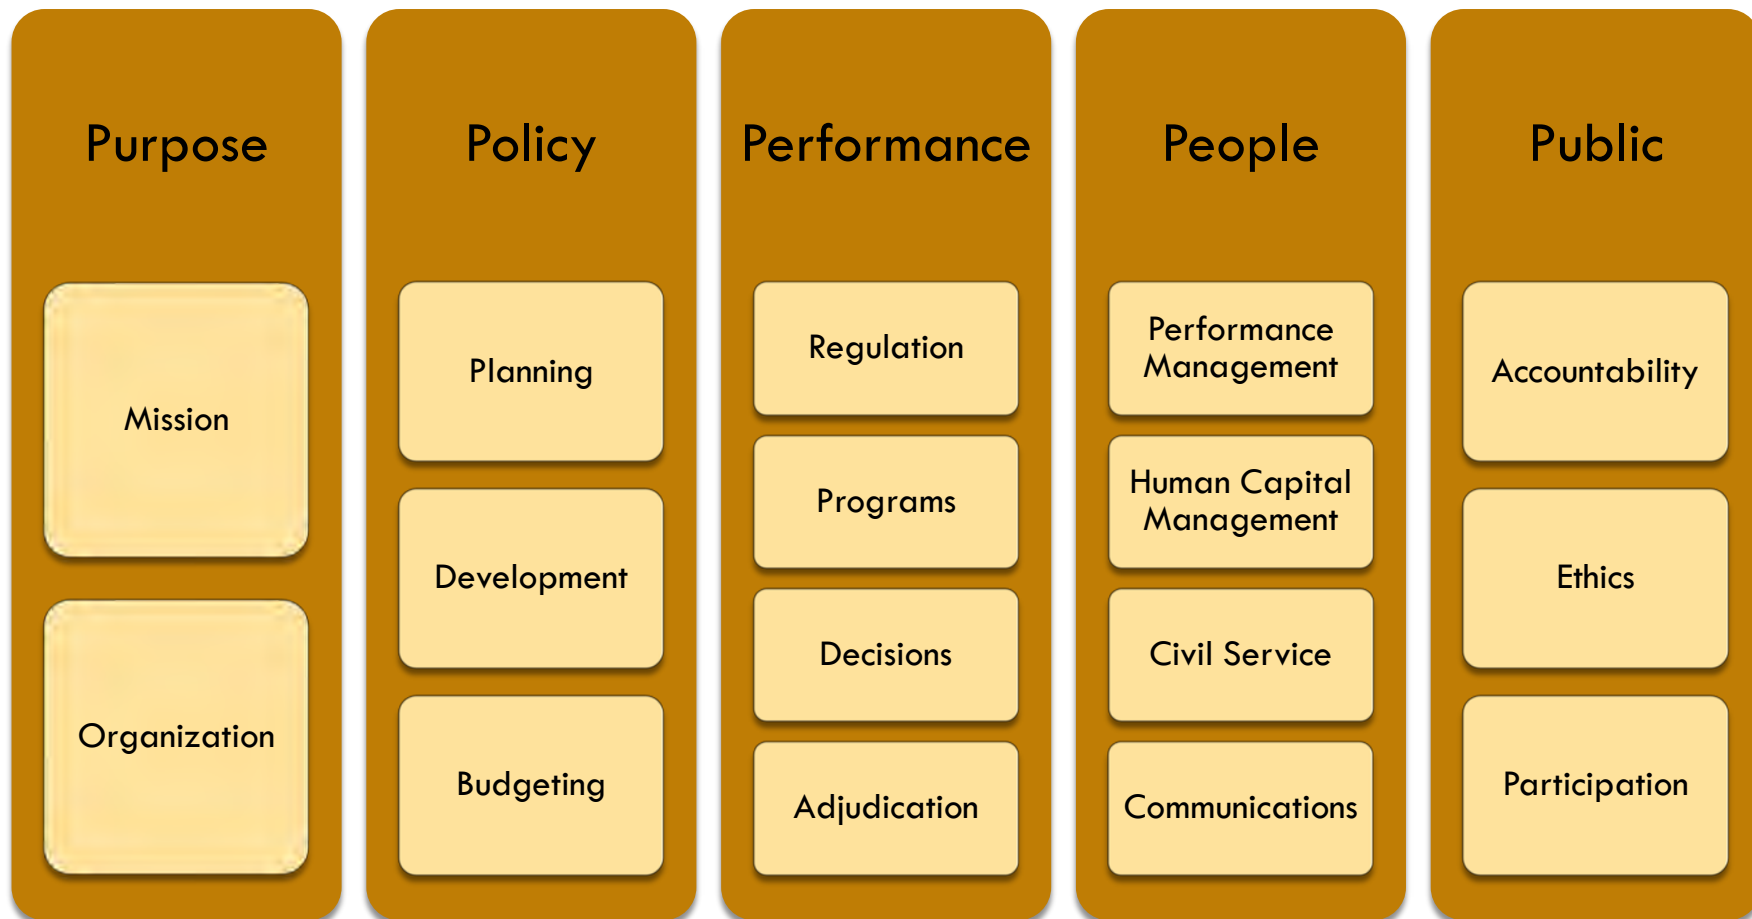 Purpose
Mission
Organization
Policy
Planning
Development
Budgeting
Performance
Regulation
Programs
Decisions
Adjudication
People
Performance
Management
Human Capital
Management
Civil Service
Communications
Public
Accountability
Ethics
Participation